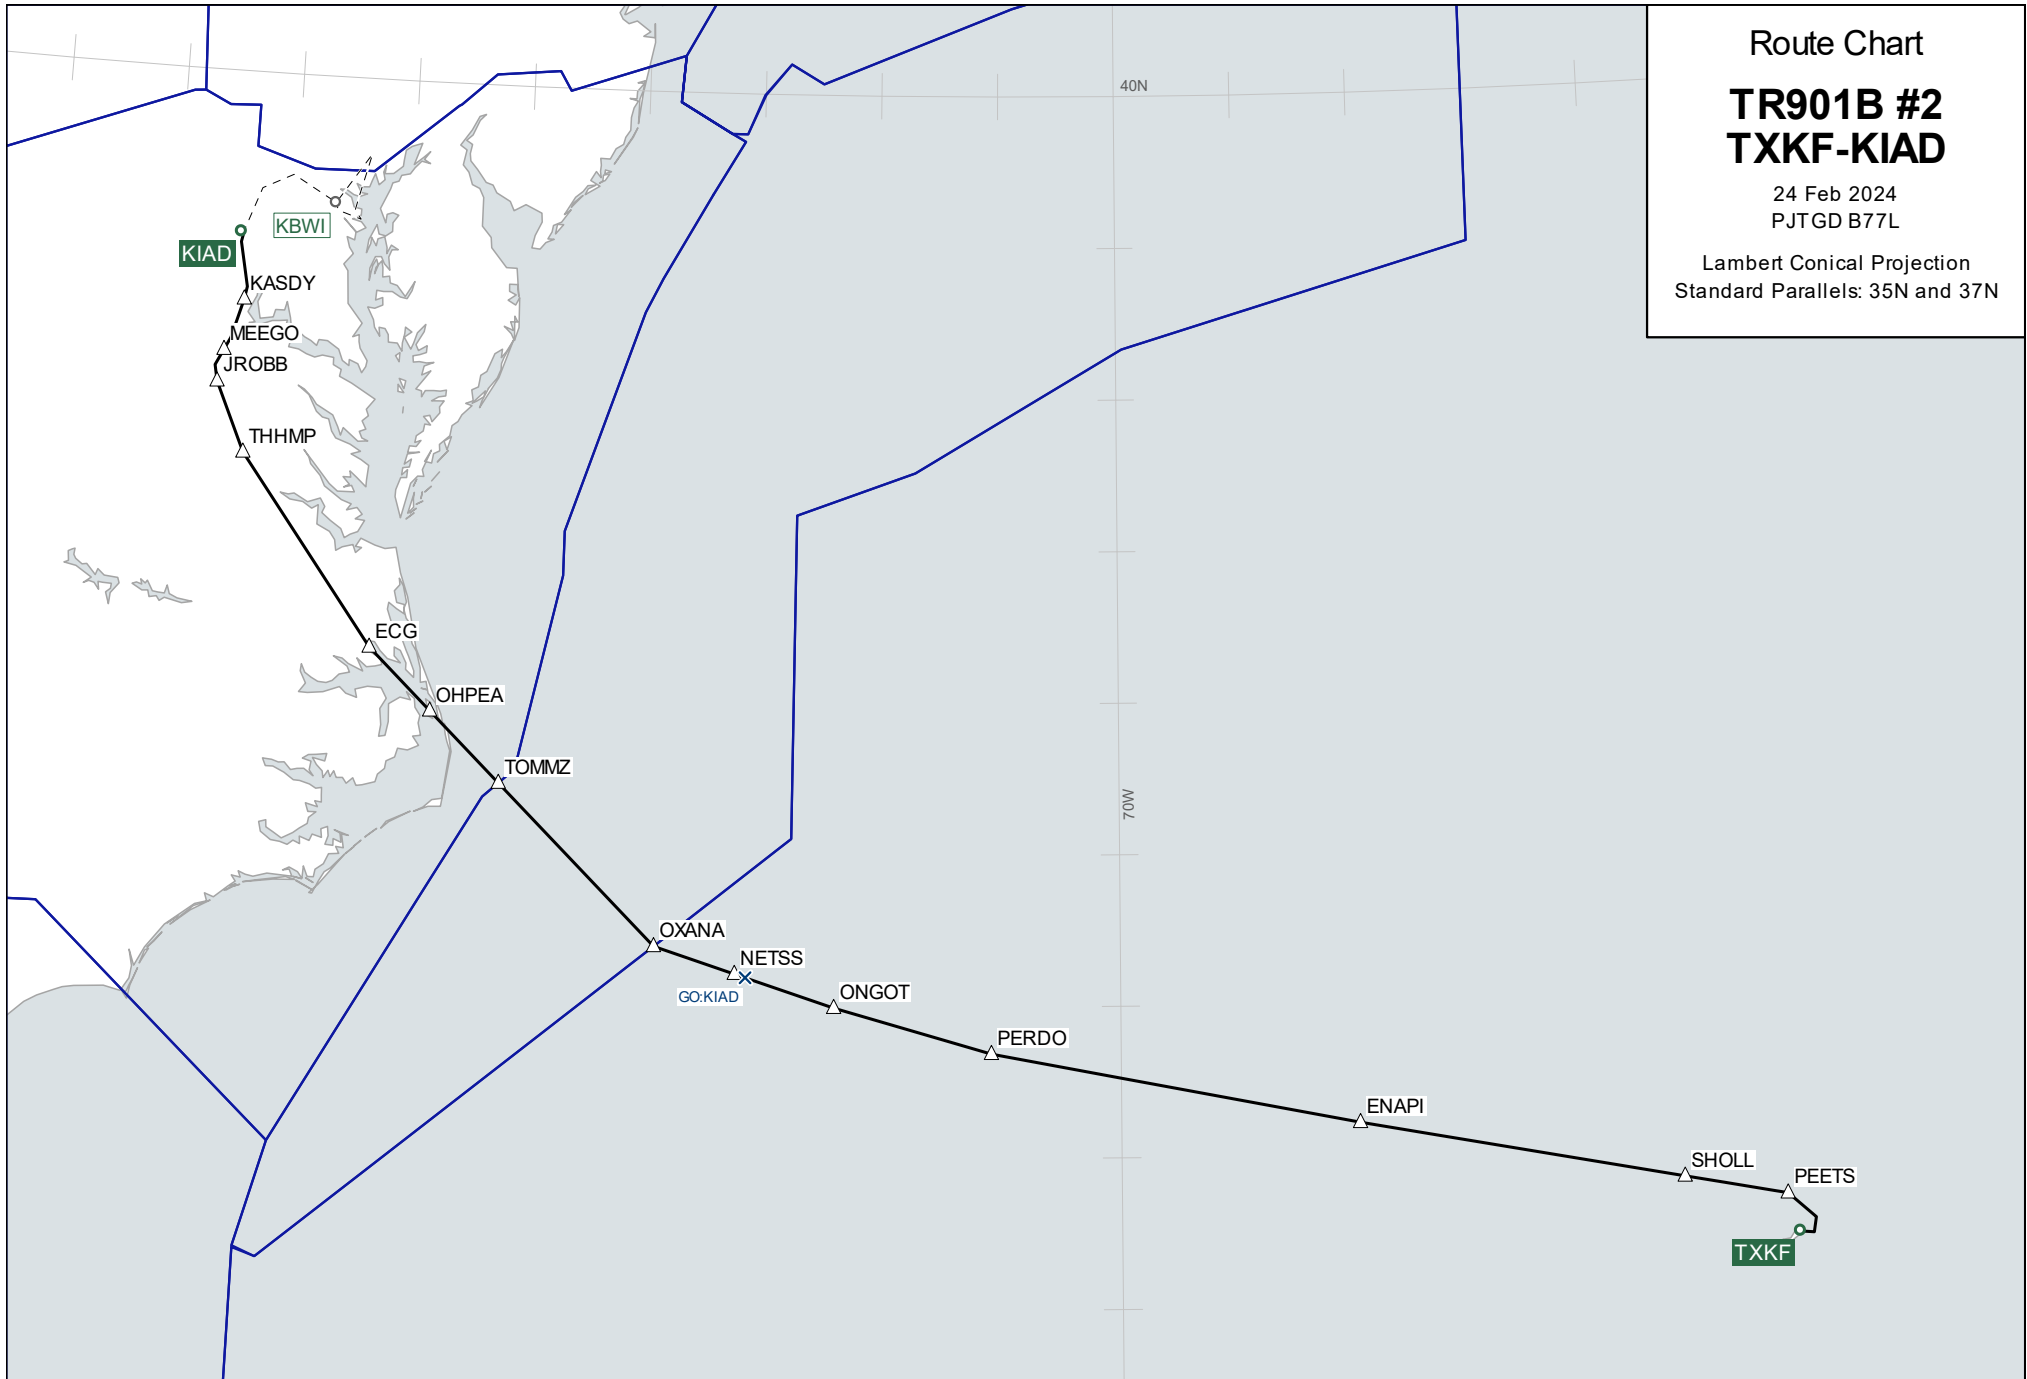 Route Chart
TR901B #2
TXKF-KIAD
24 Feb 2024
PJTGD B77L
Lambert Conical Projection
Standard Parallels: 35N and 37N
40N
KBWI
KIAD
KASDY
MEEGO
JROBB
THHMP
ECG
OHPEA
TOMMZ
70W
OXANA
NETSS
GO:KIAD
ONGOT
PERDO
ENAPI
SHOLL
PEETS
TXKF